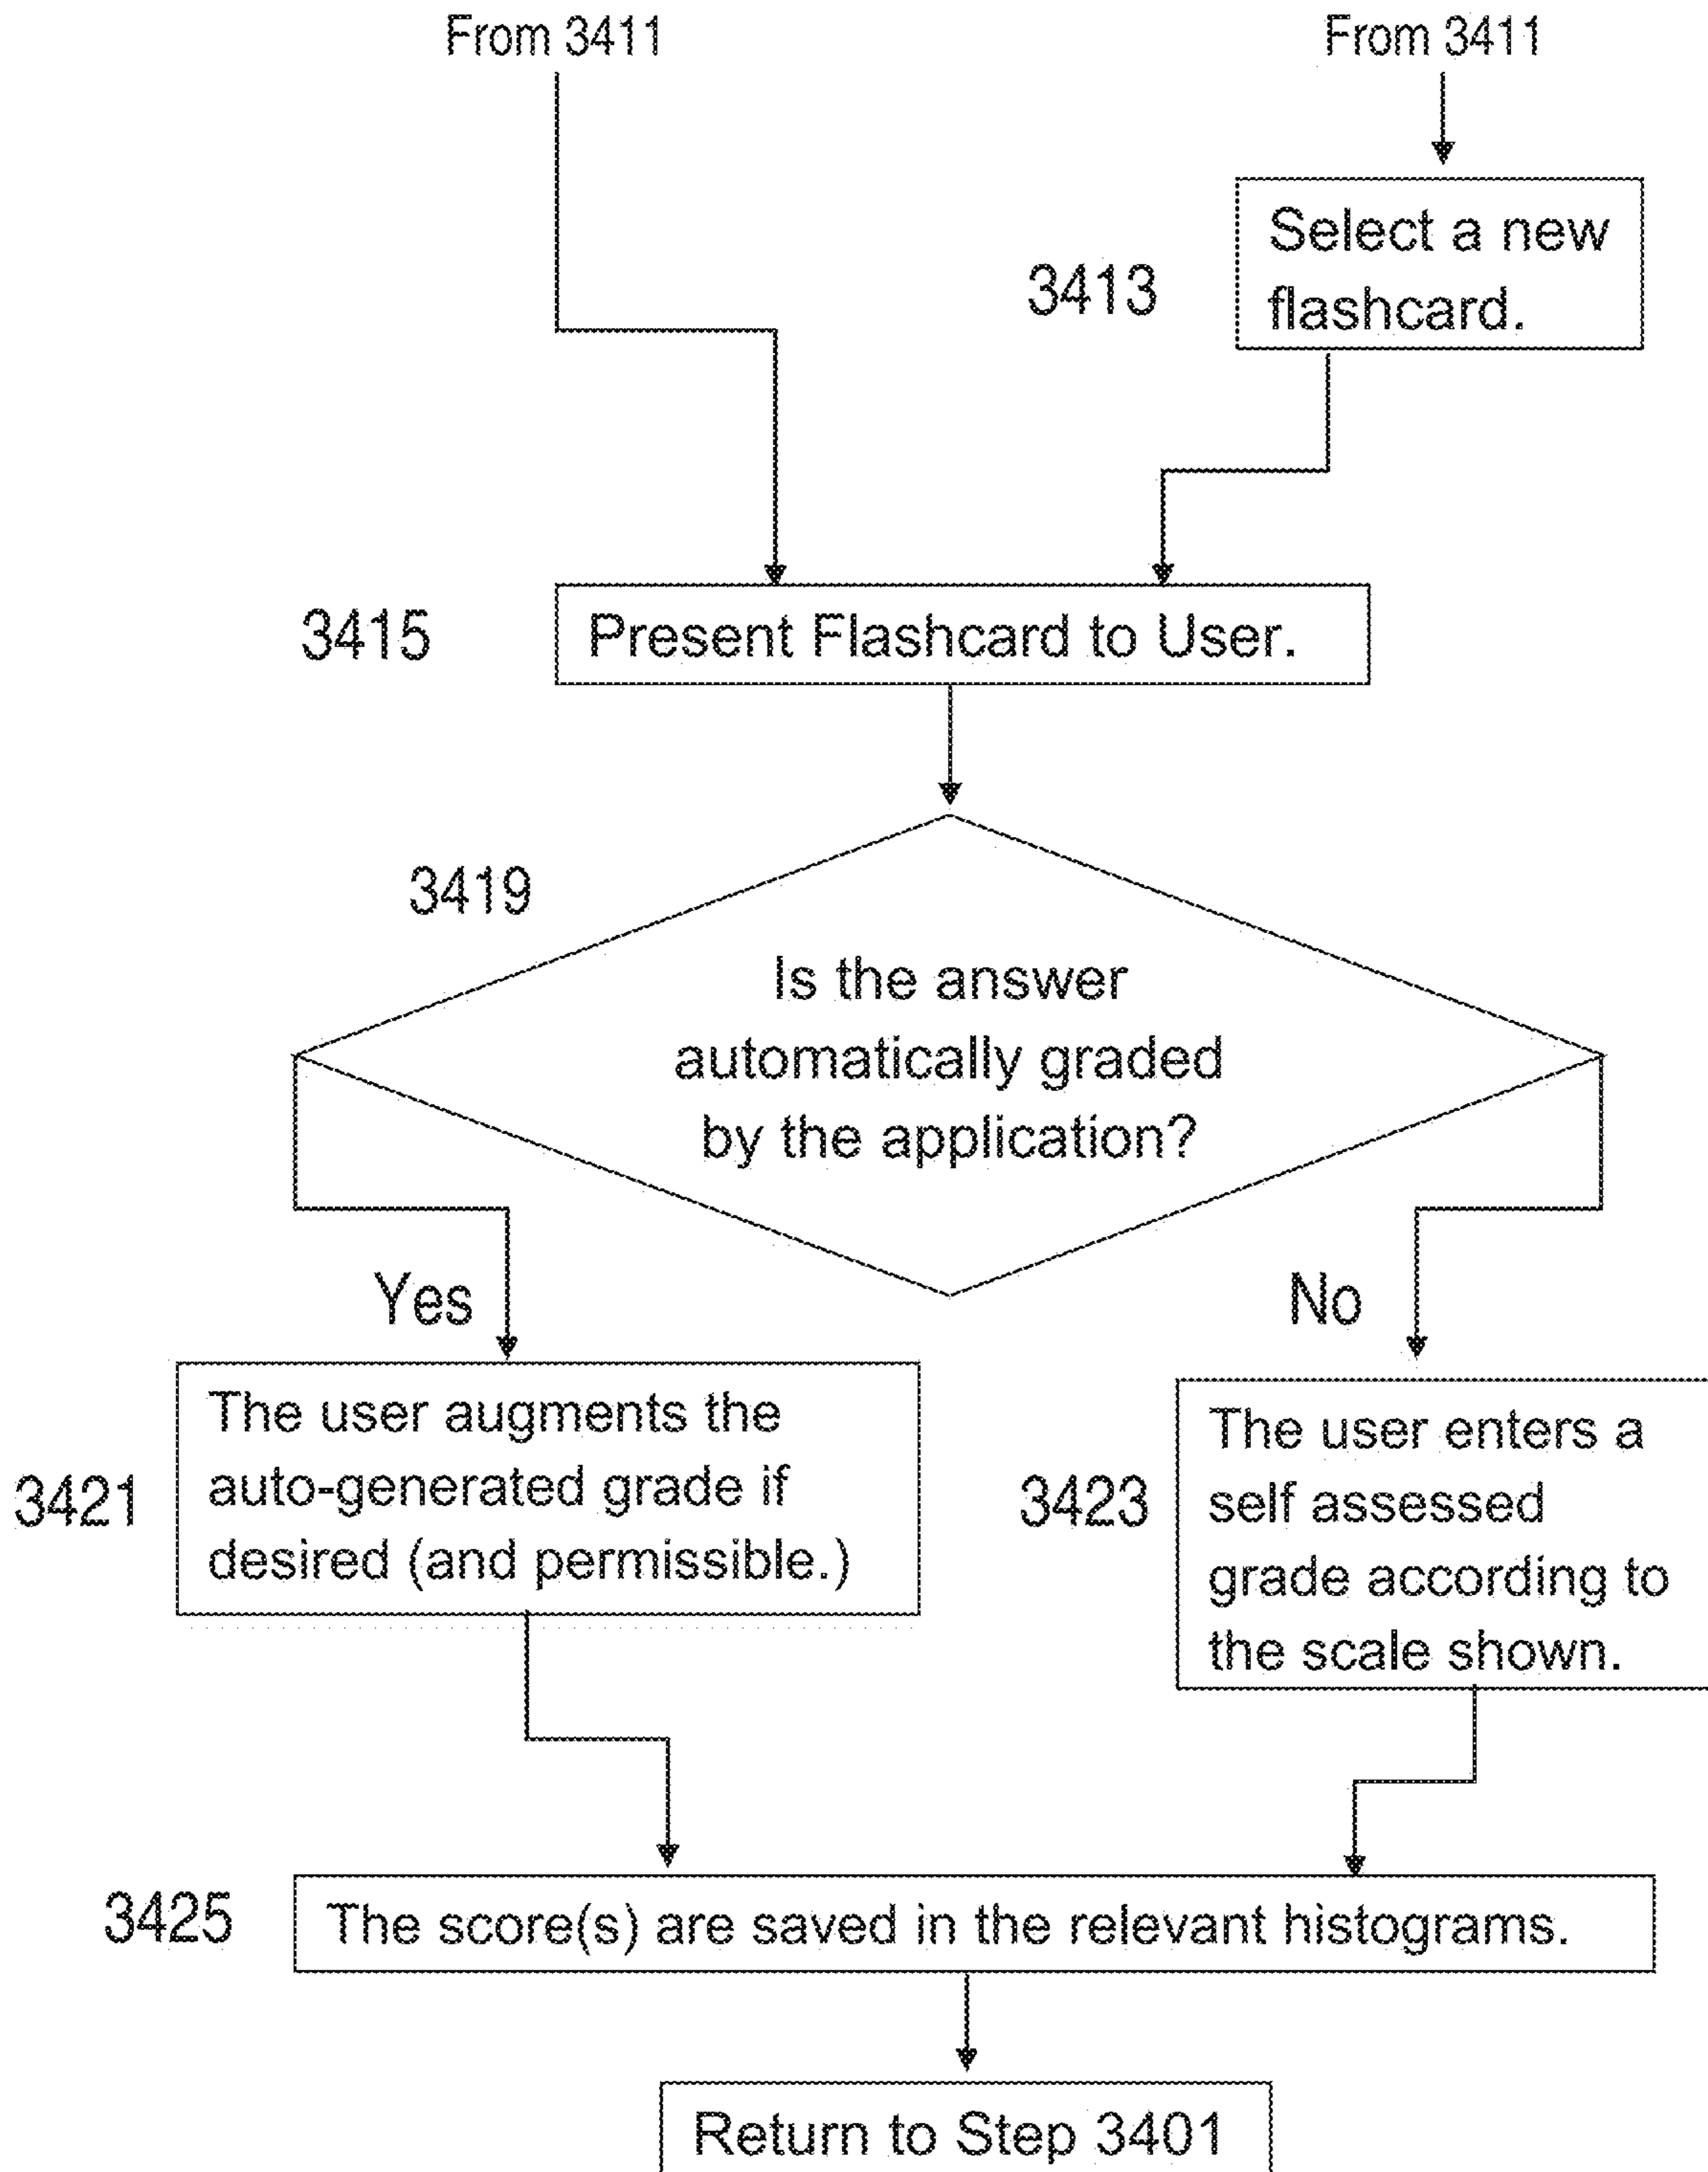 From 3411
From 3411
Select a new
flashcard.
3413
3415
Present Flashcard to User.
3419
Is the answer
automatically graded
by the application?
Yes
No
The user augments the
auto-generated grade if
desired (and permissible.)
3421
The user enters a
self assessed
grade according to
the scale shown.
3423
3425
The score(s) are saved in the relevant histograms.
Return to Step 3401